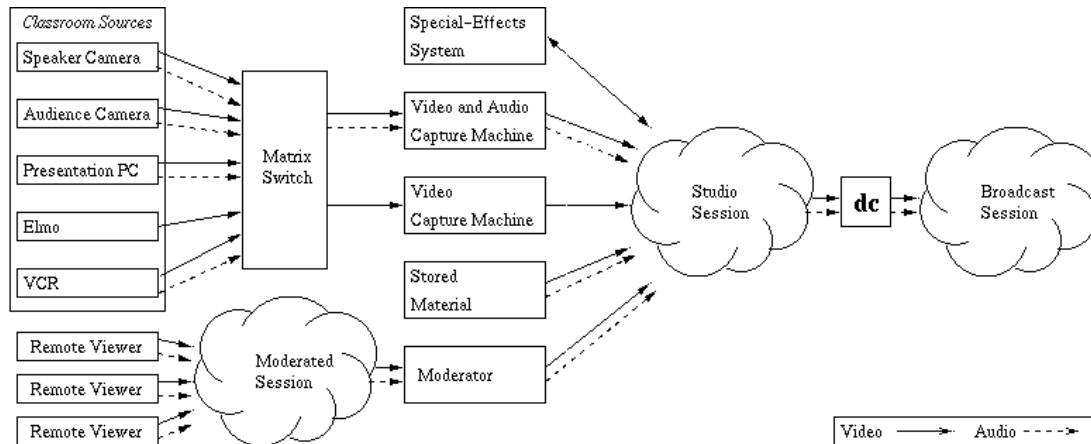 Classroom Sources
Speaker Camera
Audience Camera
Presentation PC
Elmo
VCR
Remote Viewer
Remote Viewer
Remote Viewer
Matrix
Switch
Moderated
Session
Special-Effects
System
Video and Audio
Capture Machine
Video
Capture Machine
Stored
Material
Moderator
Studio
Session
dc
Broadcast
Session
Video
Audio